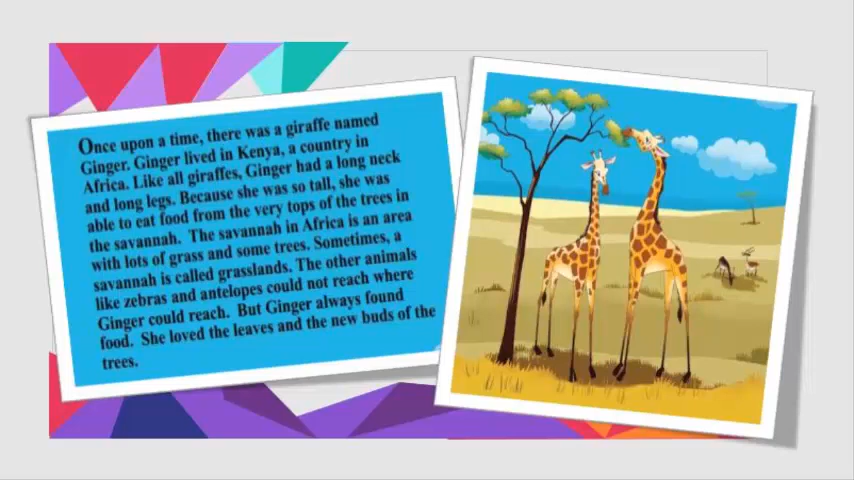 Once upon a time, there was a giraffe named
Ginger. Ginger lived in Kenya, a country in
Africa. Like all giraffes, Ginger had a long neck
and long legs. Because she was so tall, she was
able to eat food from the very tops of the trees in
the savannah. The savannah in Africa is an area
with lots of grass and some trees. Sometimes, a
savannah is called grasslands. The other animals
like zebras and antelopes could not reach where
Ginger could reach. But Ginger always found
food. She loved the leaves and the new buds of the
trees.